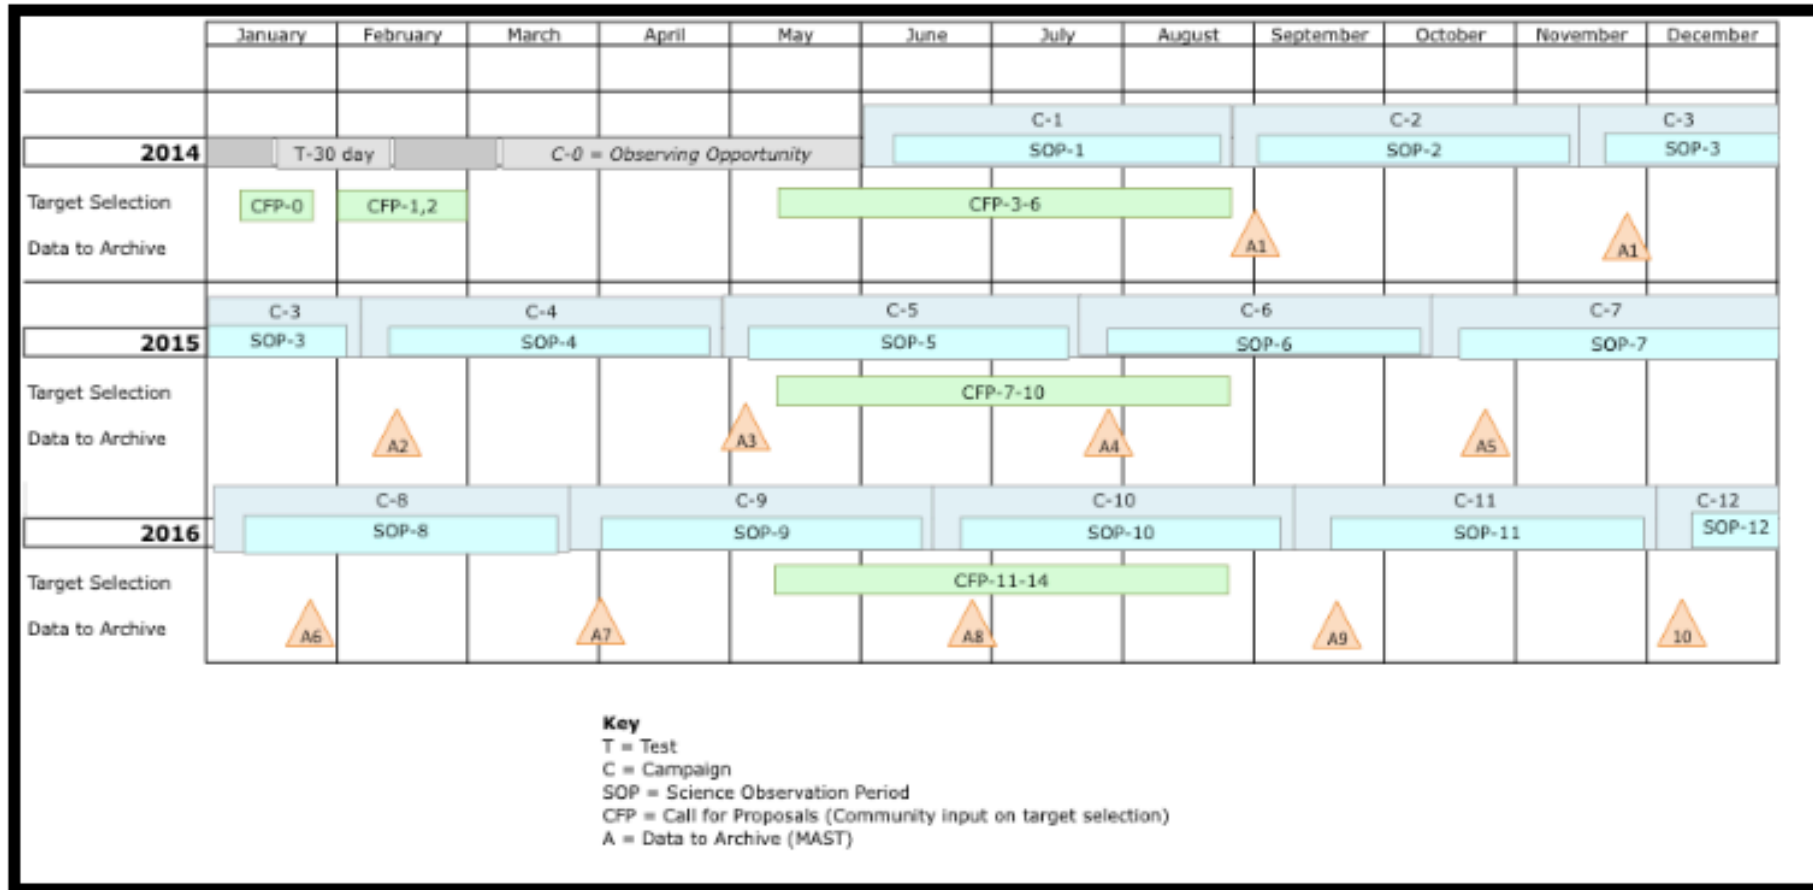 January February March April May June July August September October November December
C-1 C-2 C-3
2014 T-30 day C-0 = Observing Opportunity SOP-1 SOP-2 SOP-3
Target Selection CFP-0 CFP-1,2 CFP-3-6
Data to Archive A1 A1
C-3 C-4 C-5 C-6 C-7
2015 SOP-3 SOP-4 SOP-5 SOP-6 SOP-7
Target Selection CFP-7-10
Data to Archive A2 A3 A4 A5
C-8 C-9 C-10 C-11 C-12
2016 SOP-8 SOP-9 SOP-10 SOP-11 SOP-12
Target Selection CFP-11-14
Data to Archive A6 A7 A8 A9 10
Key
T = Test
C = Campaign
SOP = Science Observation Period
CFP = Call for Proposals (Community input on target selection)
A = Data to Archive (MAST)